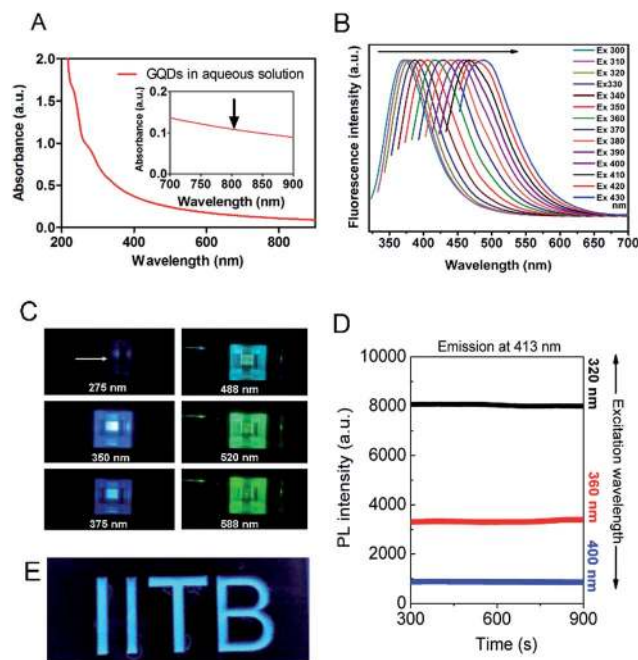 A
GQDs in aqueous solution
Absorbance (a.u.)
2.0
1.5
1.0
0.5
0.0
200
400
600
800
Wavelength (nm)
Absorbance (a.u.)
0.2
0.1
0.0
700
750
800
850
900
Wavelength (nm)
B
Fluorescence intensity (a.u.)
350
400
450
500
550
600
650
700
Wavelength (nm)
Ex 300
Ex 310
Ex 320
Ex330
Ex 340
Ex 350
Ex 360
Ex 370
Ex 380
Ex 390
Ex 400
Ex 410
Ex 420
Ex 430
nm
C
275 nm
488 nm
350 nm
520 nm
375 nm
588 nm
D
Emission at 413 nm
PL intensity (a.u.)
10000
8000
6000
4000
2000
0
300
600
900
Time (s)
320 nm
360 nm
400 nm
Excitation wavelength
E
IITB